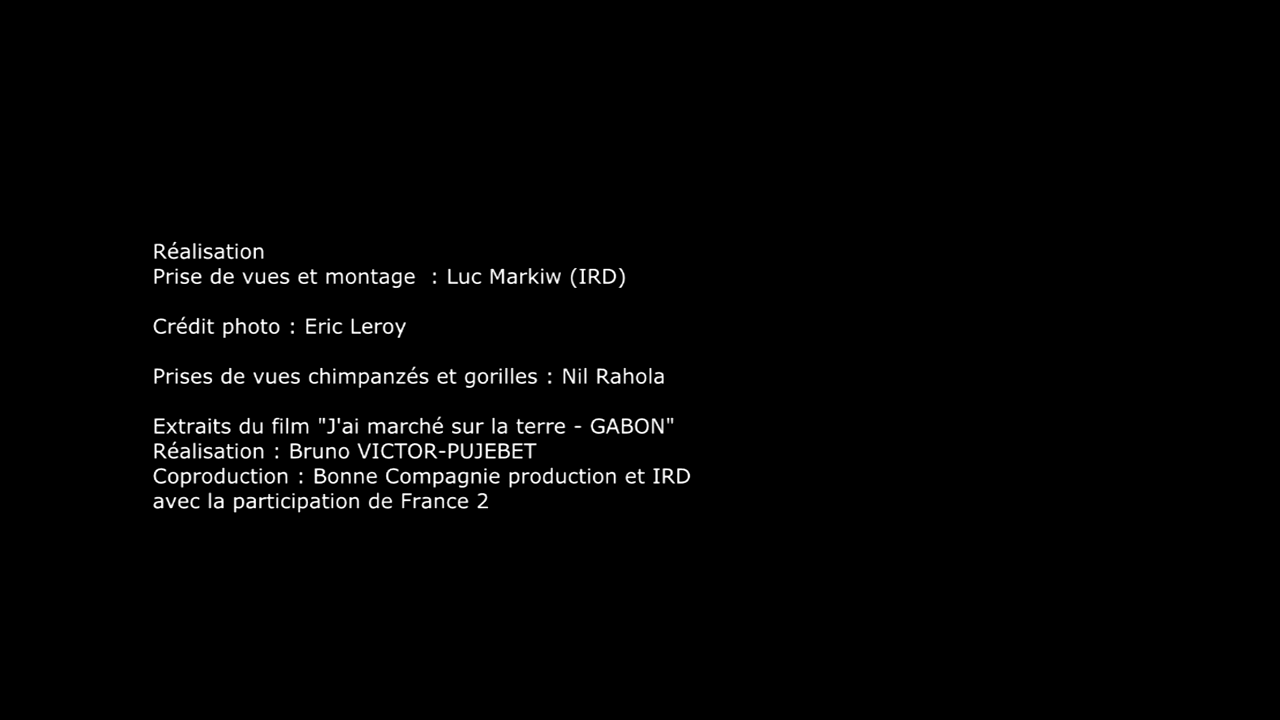 Réalisation
Prise de vues et montage  : Luc Markiw (IRD)
Crédit photo : Eric Leroy
Prises de vues chimpanzés et gorilles : Nil Rahola
Extraits du film "J'ai marché sur la terre - GABON"
Réalisation : Bruno VICTOR-PUJEBET
Coproduction : Bonne Compagnie production et IRD
avec la participation de France 2